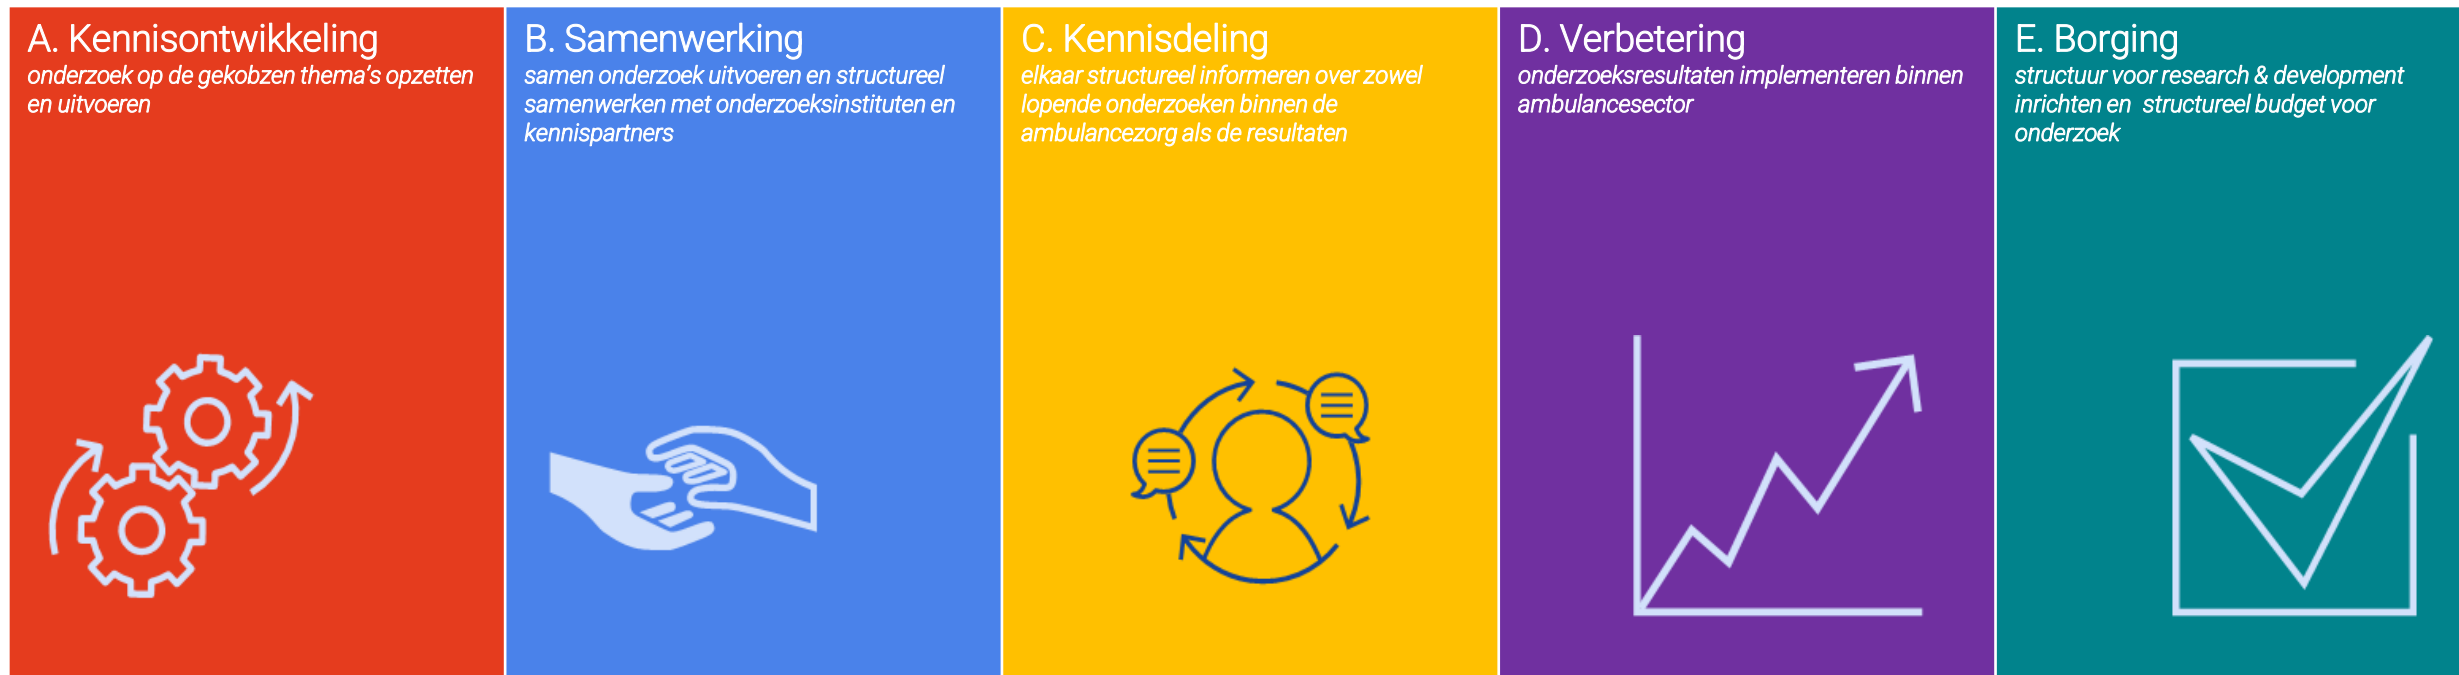 A. Kennisontwikkeling
onderzoek op de gekobzen thema's opzetten
en uitvoeren
B. Samenwerking
samen onderzoek uitvoeren en structureel
samenwerken met onderzoeksinstituten en
kennispartners
C. Kennisdeling
elkaar structureel informeren over zowel
lopende onderzoeken binnen de
ambulancezorg als de resultaten
D. Verbetering
onderzoeksresultaten implementeren binnen
ambulancesector
E. Borging
structuur voor research & development
inrichten en  structureel budget voor
onderzoek